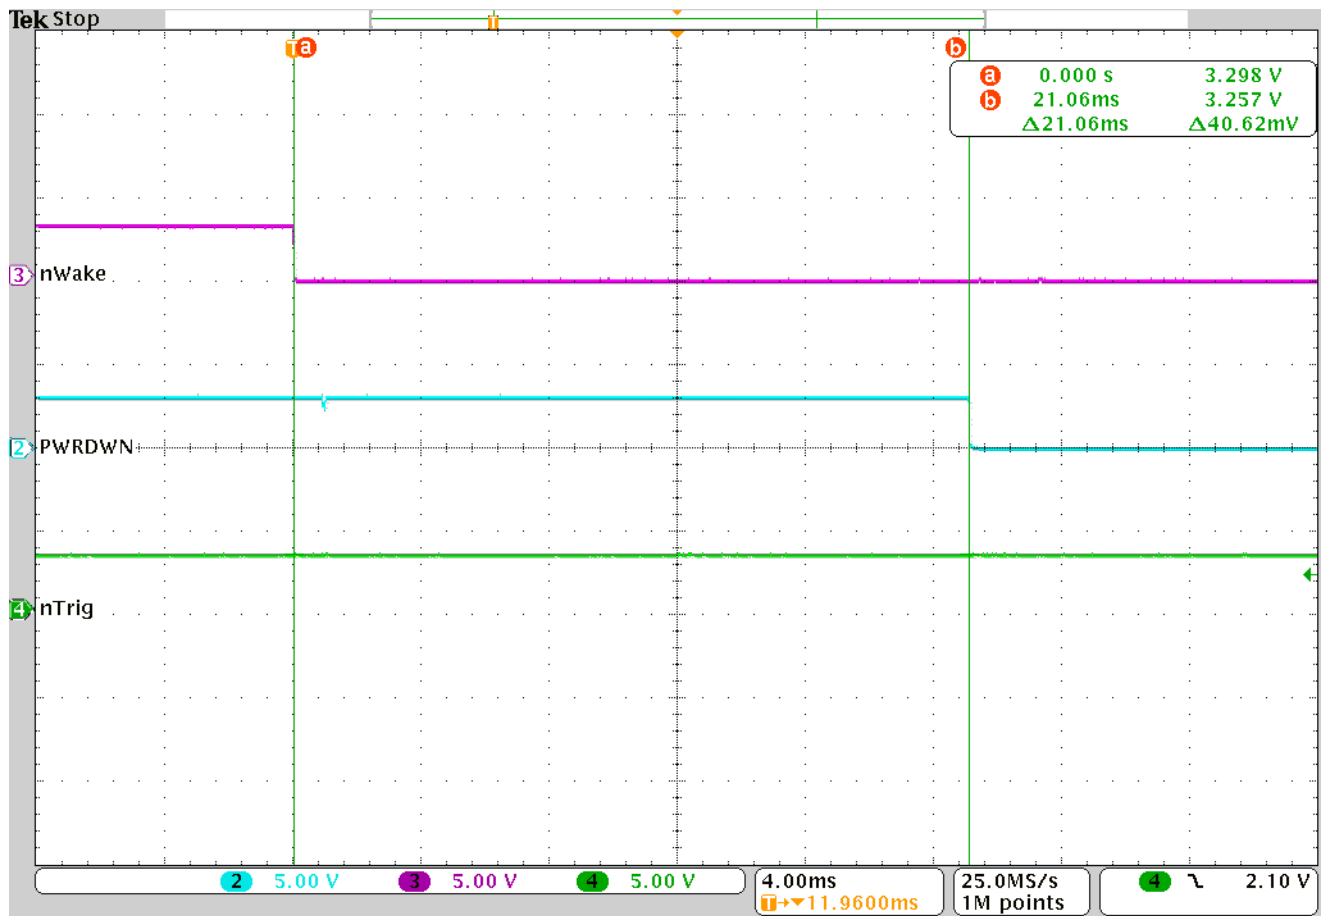 Tek Stop
T
T a b
a 0.000 s 3.298 V
b 21.06ms 3.257 V
Δ21.06ms Δ40.62mV
3 nWake
2 PWRDWN
4 nTrig
2 5.00 V 3 5.00 V 4 5.00 V
4.00ms
T→▼11.9600ms
25.0MS/s
1M points
4 2.10 V